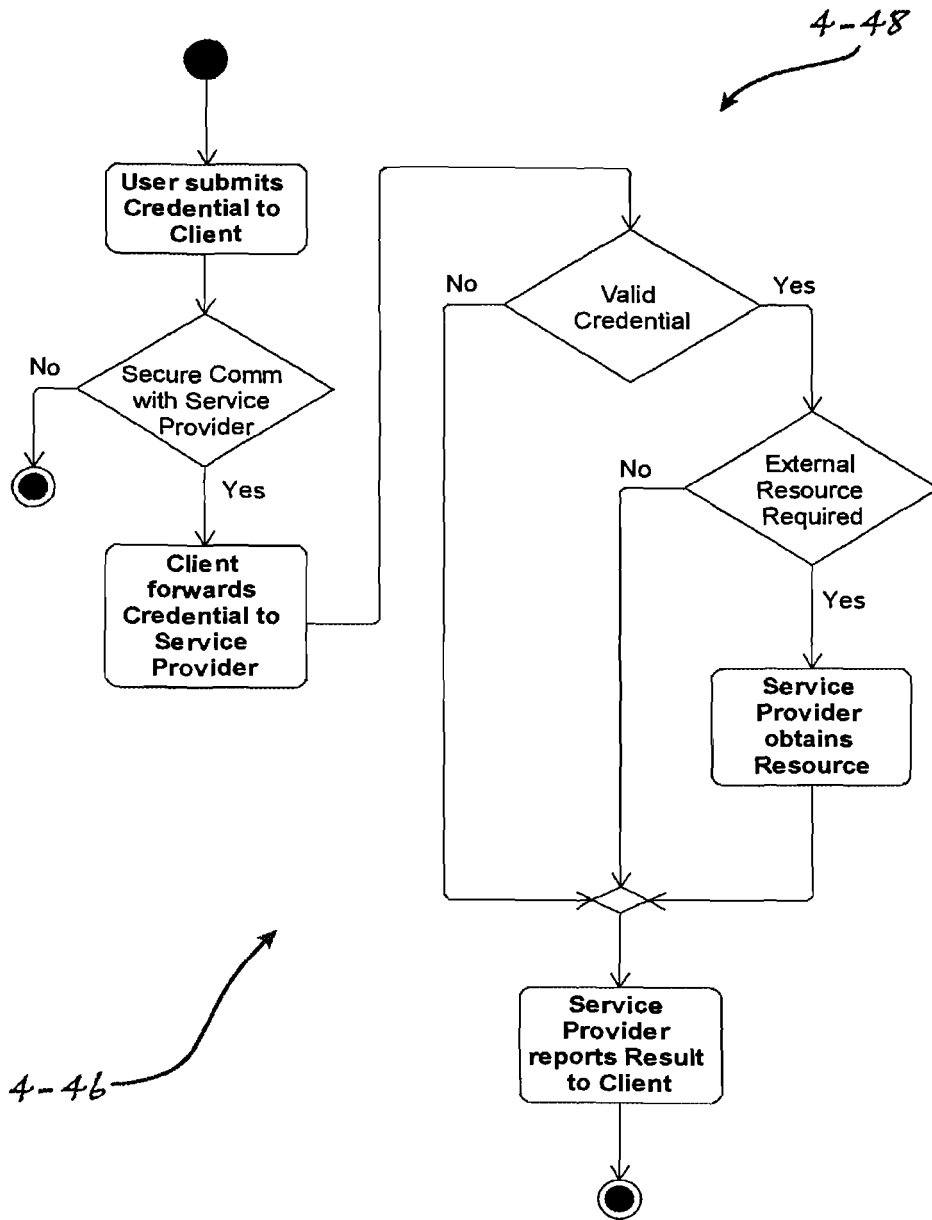 4-48
User submits
Credential to
Client
No
Secure Comm
with Service
Provider
Yes
Client
forwards
Credential to
Service
Provider
No
Valid
Credential
Yes
No
External
Resource
Required
Yes
Service
Provider
obtains
Resource
Service
Provider
reports Result
to Client
4-46